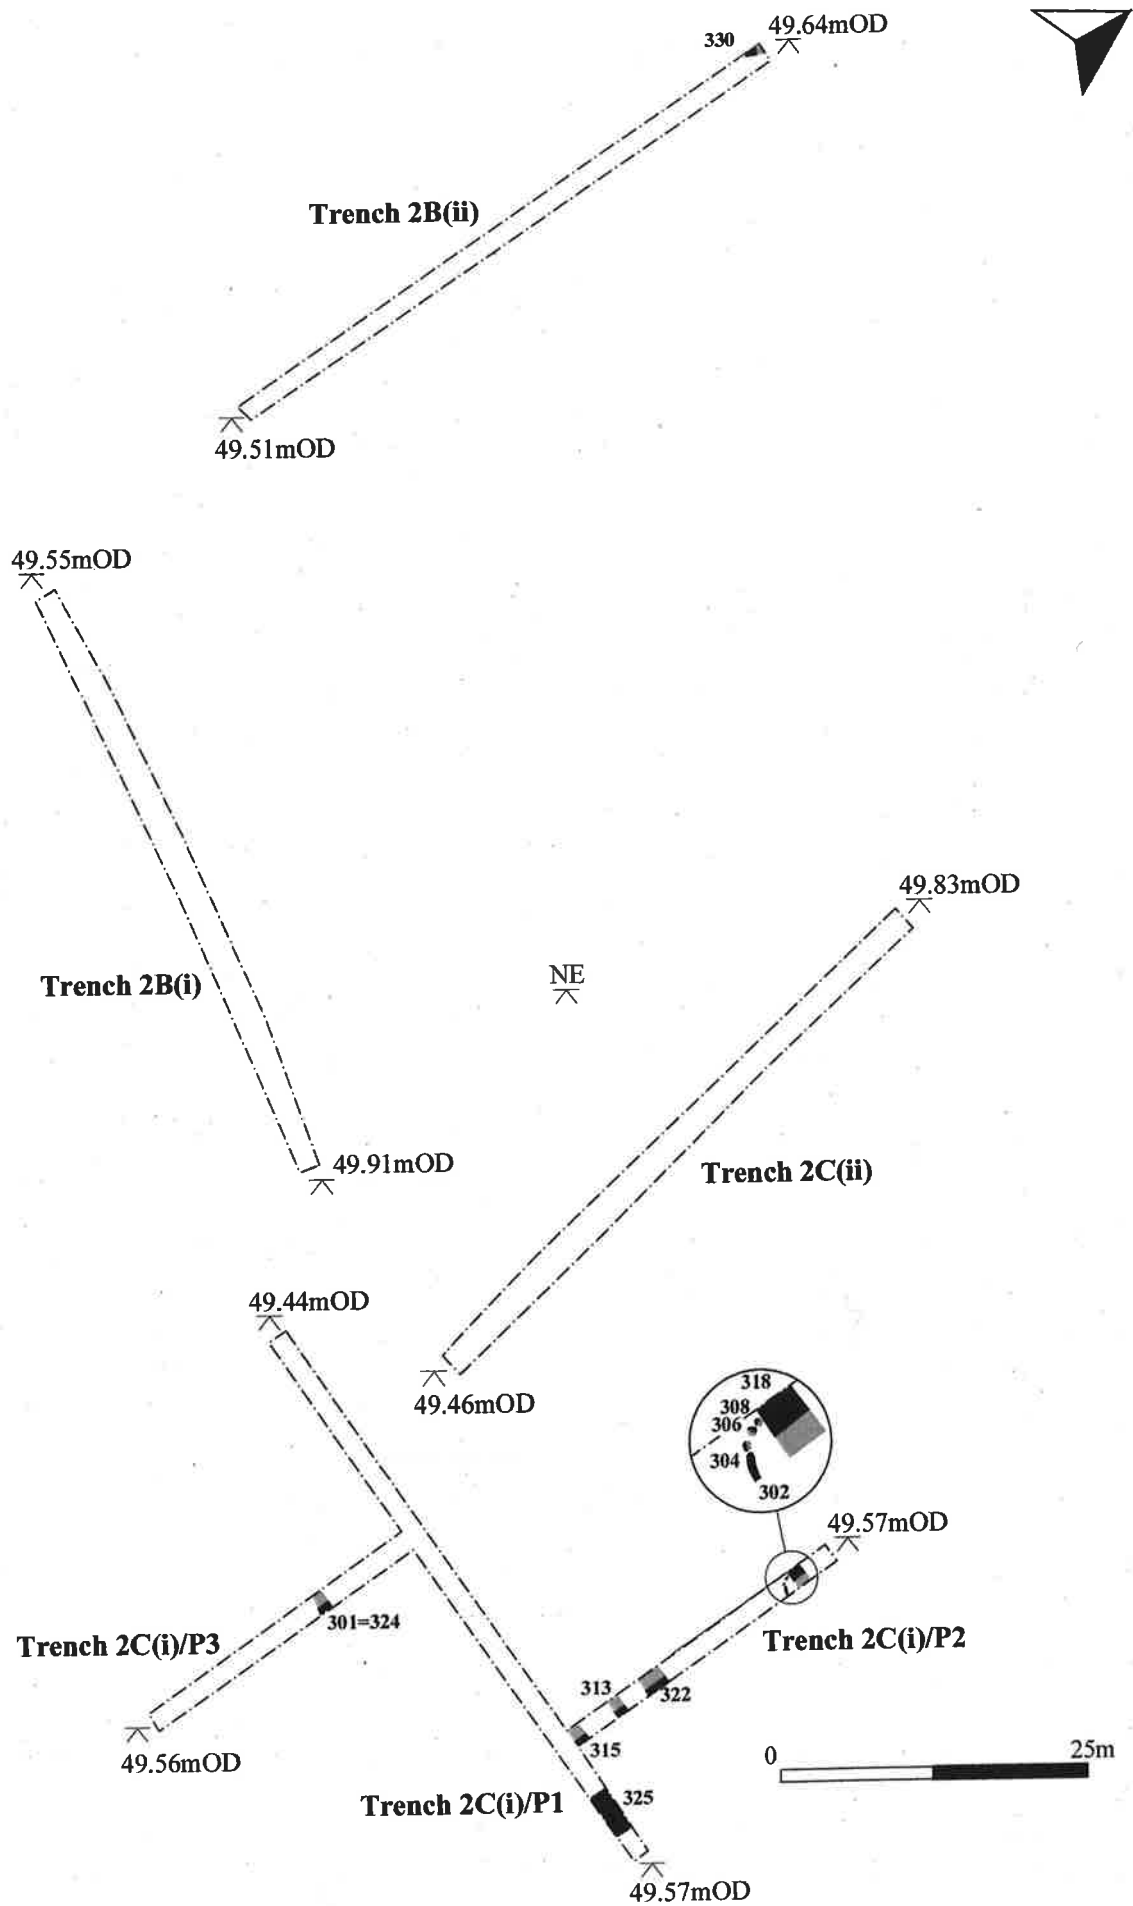 49.64mOD
330
Trench 2B(ii)
49.51mOD
49.55mOD
49.83mOD
NE
Trench 2B(i)
49.91mOD
Trench 2C(ii)
49.44mOD
49.46mOD
318
308
306
304
302
49.57mOD
301=324
Trench 2C(i)/P3
Trench 2C(i)/P2
313
322
315
49.56mOD
0 25m
325
Trench 2C(i)/P1
49.57mOD